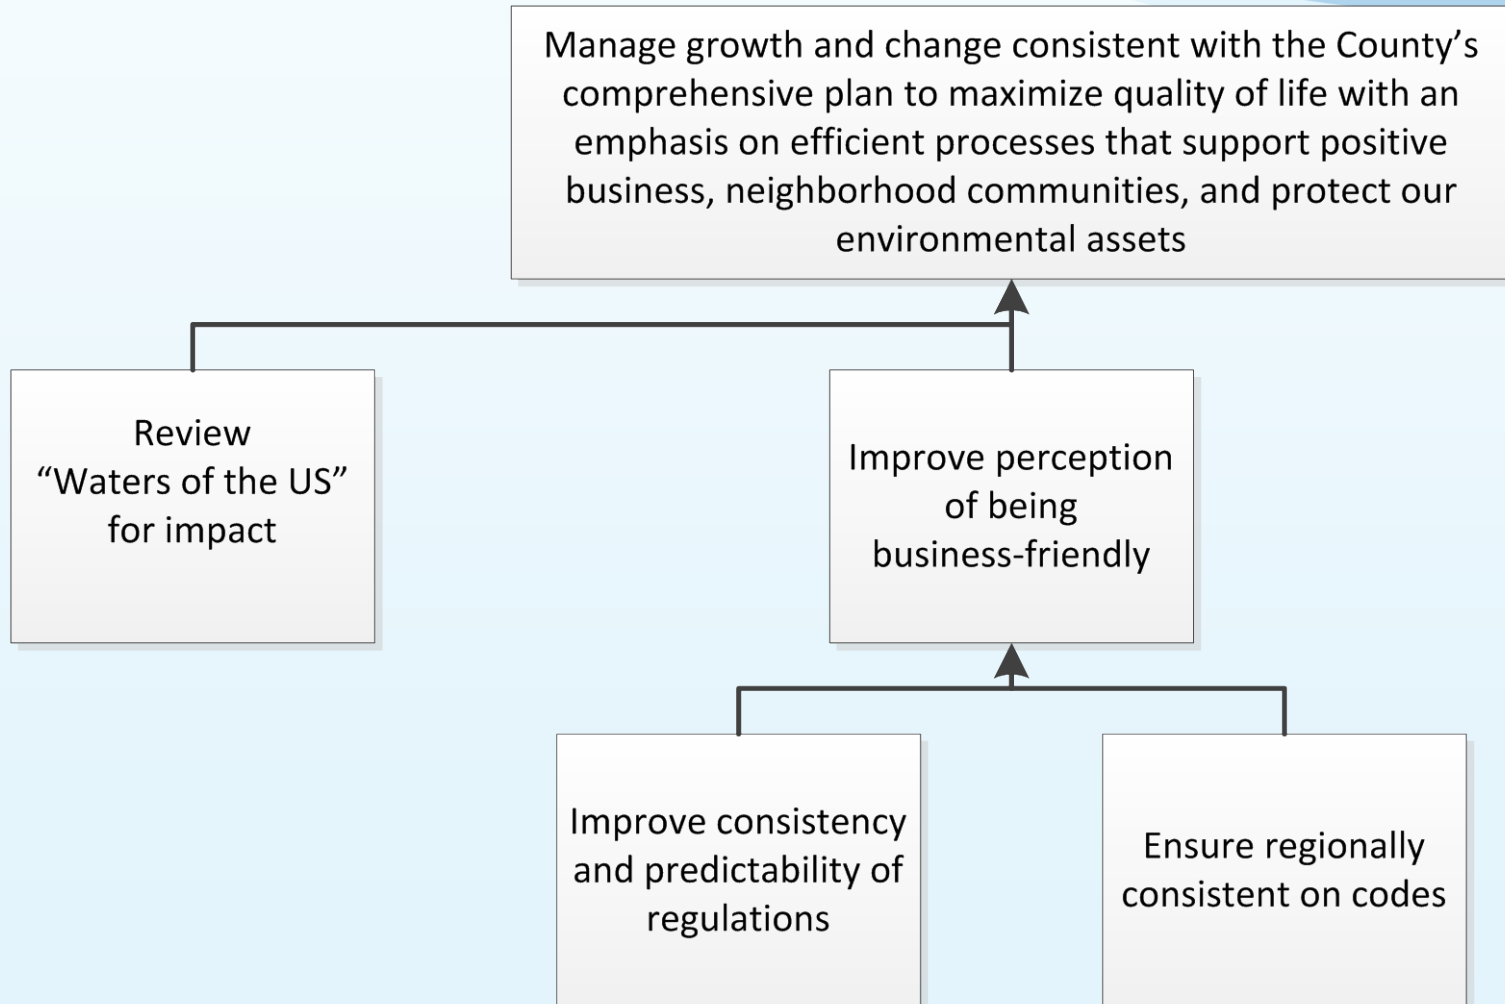 Manage growth and change consistent with the County’s
comprehensive plan to maximize quality of life with an
emphasis on efficient processes that support positive
business, neighborhood communities, and protect our
environmental assets
Review
“Waters of the US”
for impact
Improve perception
of being
business-friendly
Improve consistency
and predictability of
regulations
Ensure regionally
consistent on codes